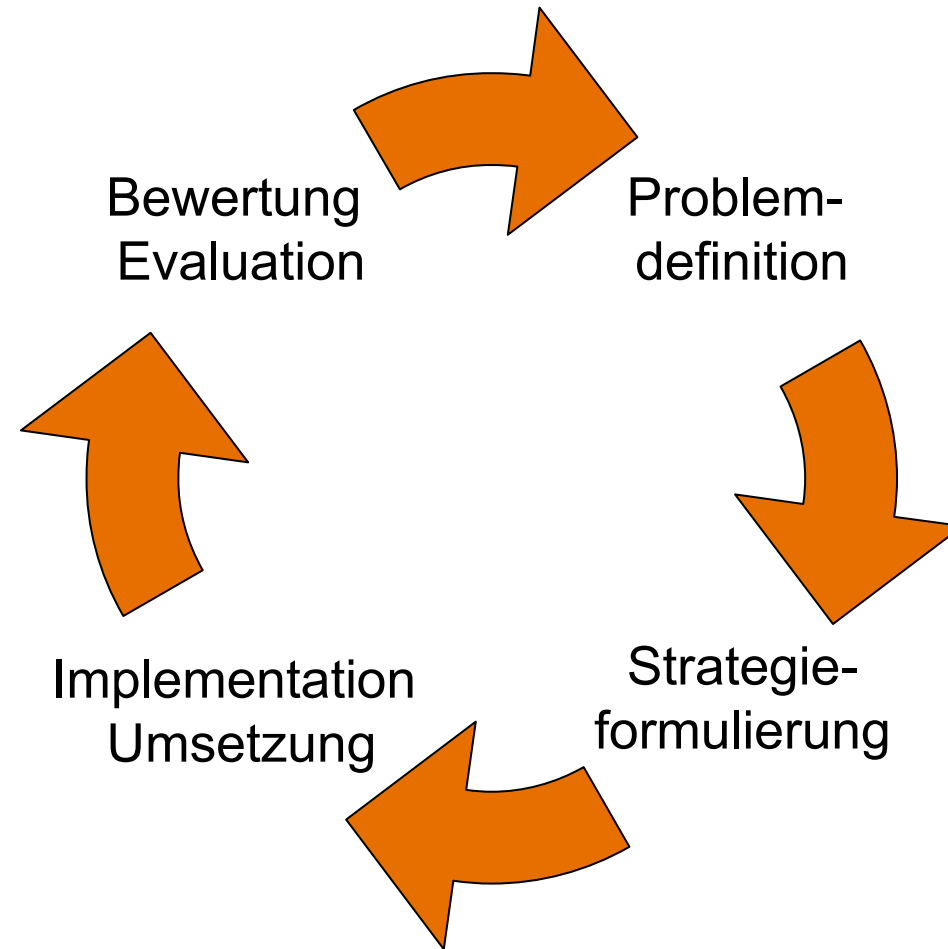 Bewertung
Evaluation
Problem-
definition
Implementation
Umsetzung
Strategie-
formulierung